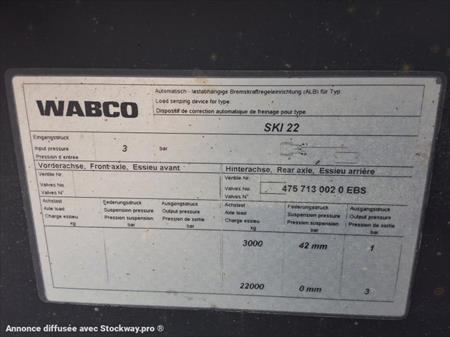 WABCO
Automatisch - lastabhängige Bremskraftregeleinrichtung (ALB) für Typ
Load sensing device for type
Dispositif de correction automatique de freinage pour type
SKI 22
Eingangsdruck
Input pressure 3 bar
Pression d'entrée
Vorderachse, Front-axle, Essieu avant
Hinterachse, Rear axle, Essieu arrière
Ventile Nr.
Valves No.
Valves N°
Ventile Nr.
Valves No. 475 713 002 0 EBS
Valves N°
Achslast Federungsdruck Ausgangsdruck Achslast Federungsdruck Ausgangsdruck
Axle load Suspension pressure Output pressure Axle load Suspension pressure Output pressure
Charge essieu Pression suspension Pression de sortie Charge essieu Pression suspension Pression de sortie
kg bar bar kg bar bar
3000 42 mm 1
22000 0 mm 3
Annonce diffusée avec Stockway.pro ®